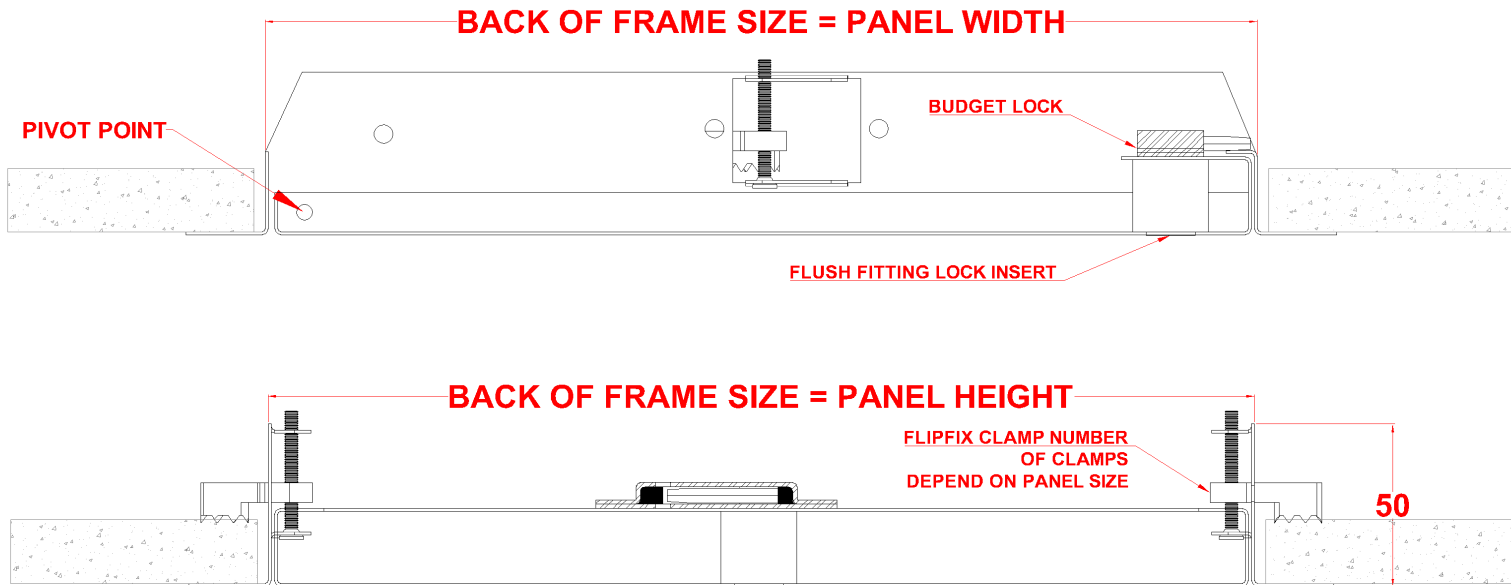 BACK OF FRAME SIZE = PANEL WIDTH
BUDGET LOCK
PIVOT POINT
FLUSH FITTING LOCK INSERT
BACK OF FRAME SIZE = PANEL HEIGHT
FLIPFIX CLAMP NUMBER
OF CLAMPS
DEPEND ON PANEL SIZE
50